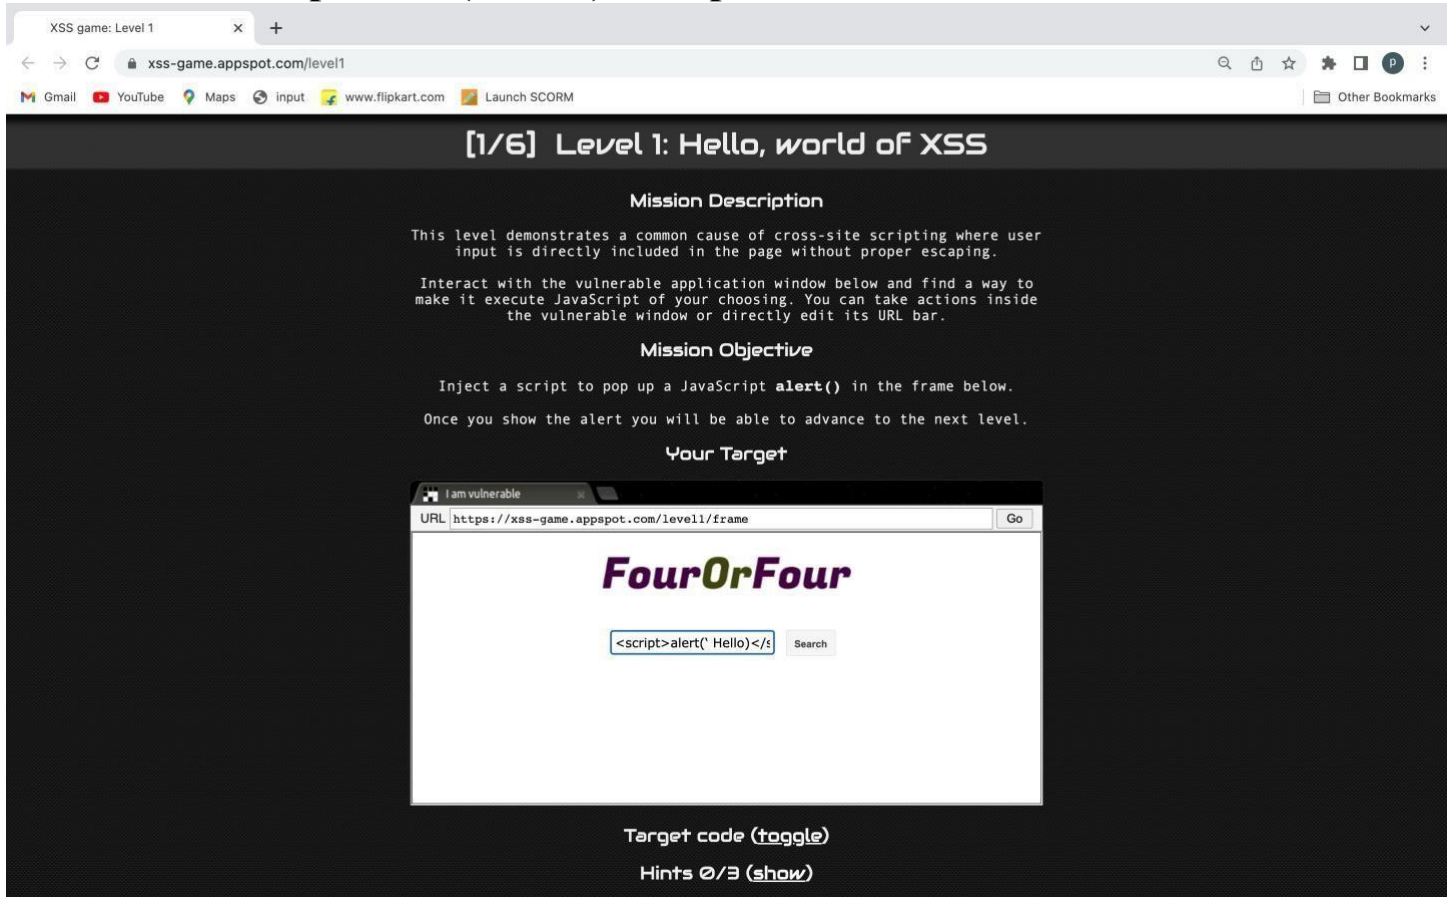 XSS game: Level 1
xss-game.appspot.com/level1
P
Gmail YouTube Maps input www.flipkart.com Launch SCORM Other Bookmarks
[1/6] Level 1: Hello, world of XSS
Mission Description
This level demonstrates a common cause of cross-site scripting where user
input is directly included in the page without proper escaping.
Interact with the vulnerable application window below and find a way to
make it execute JavaScript of your choosing. You can take actions inside
the vulnerable window or directly edit its URL bar.
Mission Objective
Inject a script to pop up a JavaScript alert() in the frame below.
Once you show the alert you will be able to advance to the next level.
Your Target
I am vulnerable
URL https://xss-game.appspot.com/level1/frame Go
FourOrFour
<script>alert(` Hello)</s Search
Target code (toggle)
Hints 0/3 (show)